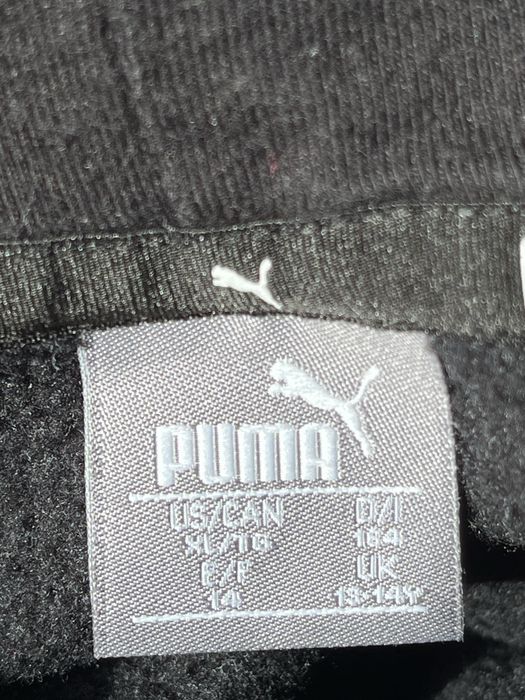 PUMA
US/CAN D/I
XL/TG 164
E/F UK
14 13-14Y